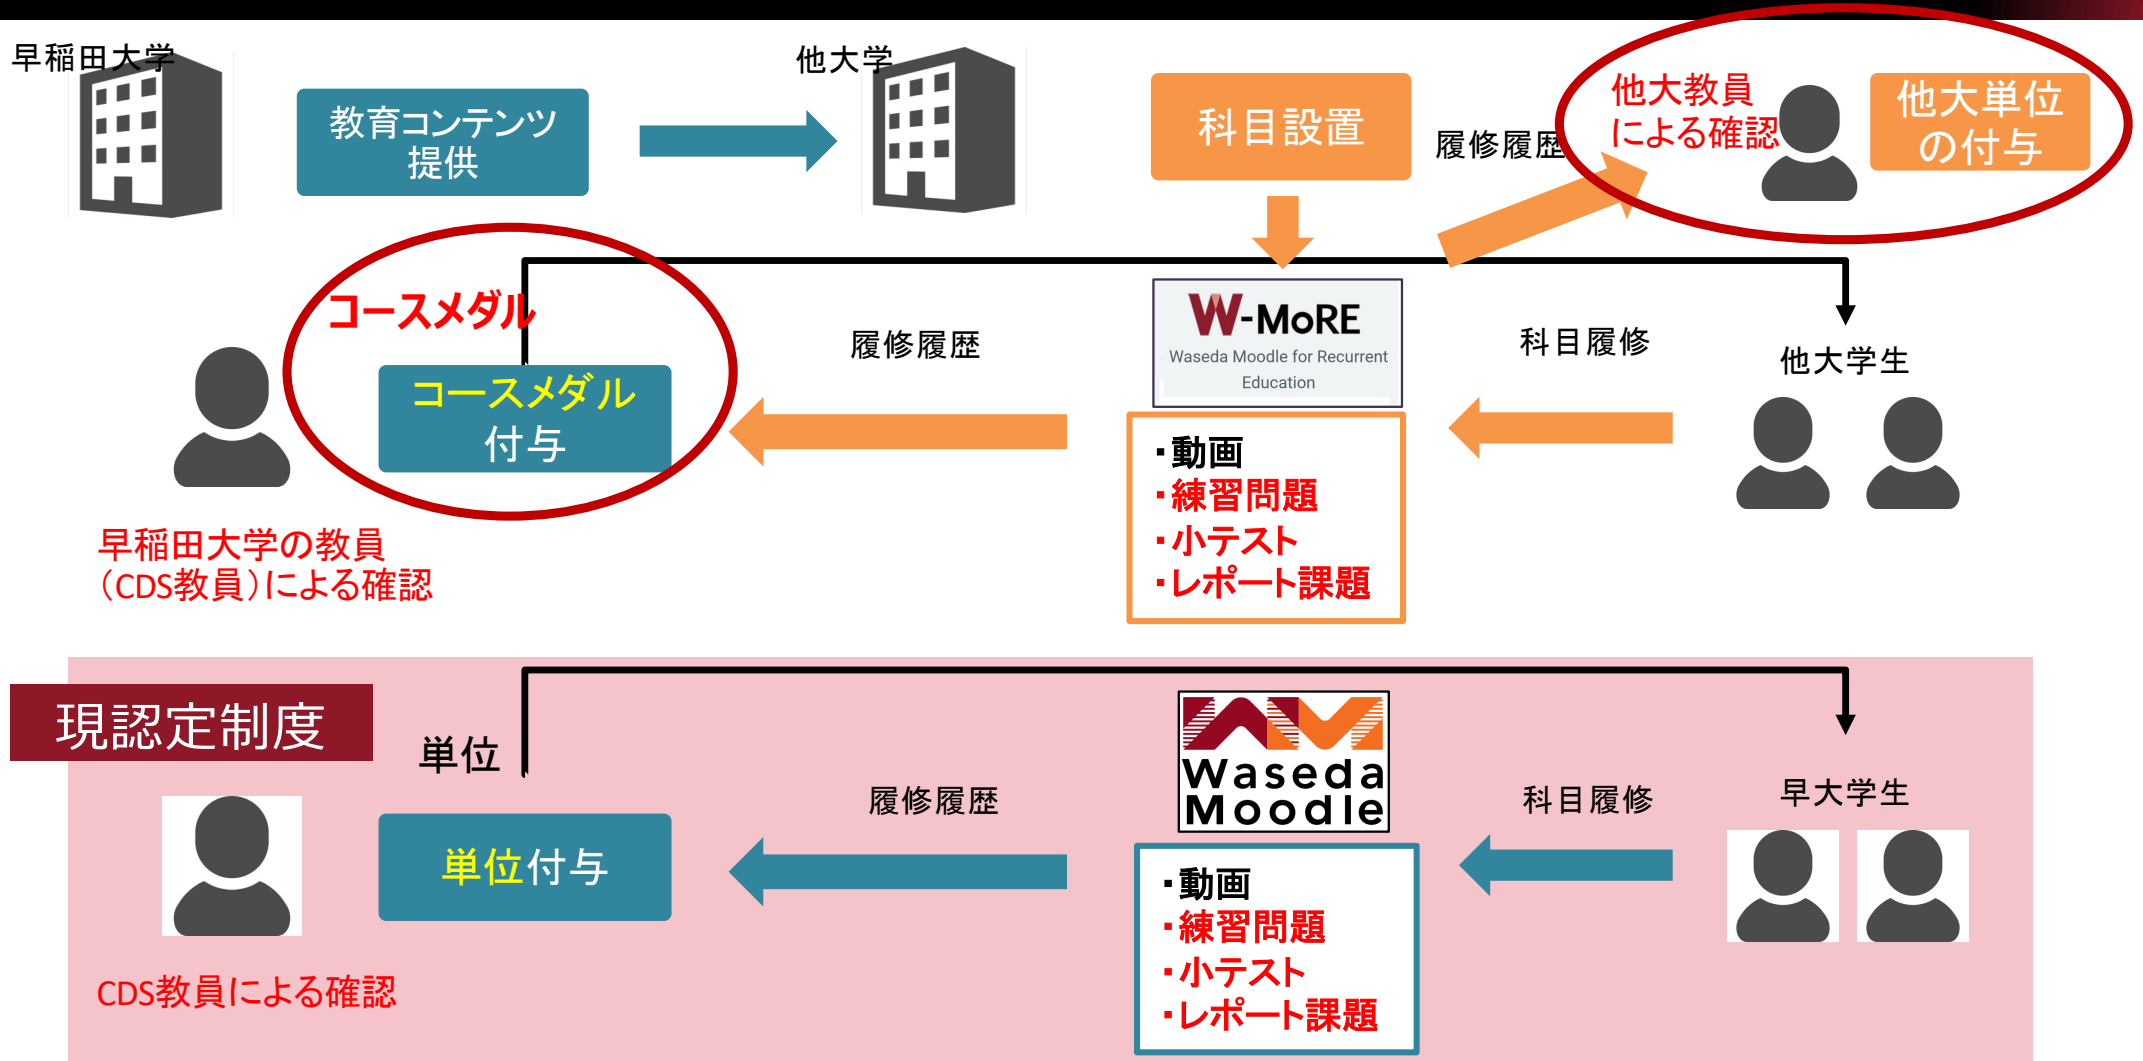 早稲田大学
教育コンテンツ
提供
他大学
科目設置
履修履歴
他大教員
による確認
他大単位
の付与
コースメダル
コースメダル
付与
早稲田大学の教員
（CDS教員）による確認
履修履歴
W-MoRE
Waseda Moodle for Recurrent
Education
・動画
・練習問題
・小テスト
・レポート課題
科目履修
他大学生
現認定制度
単位
単位付与
CDS教員による確認
履修履歴
Waseda
Moodle
・動画
・練習問題
・小テスト
・レポート課題
科目履修
早大学生